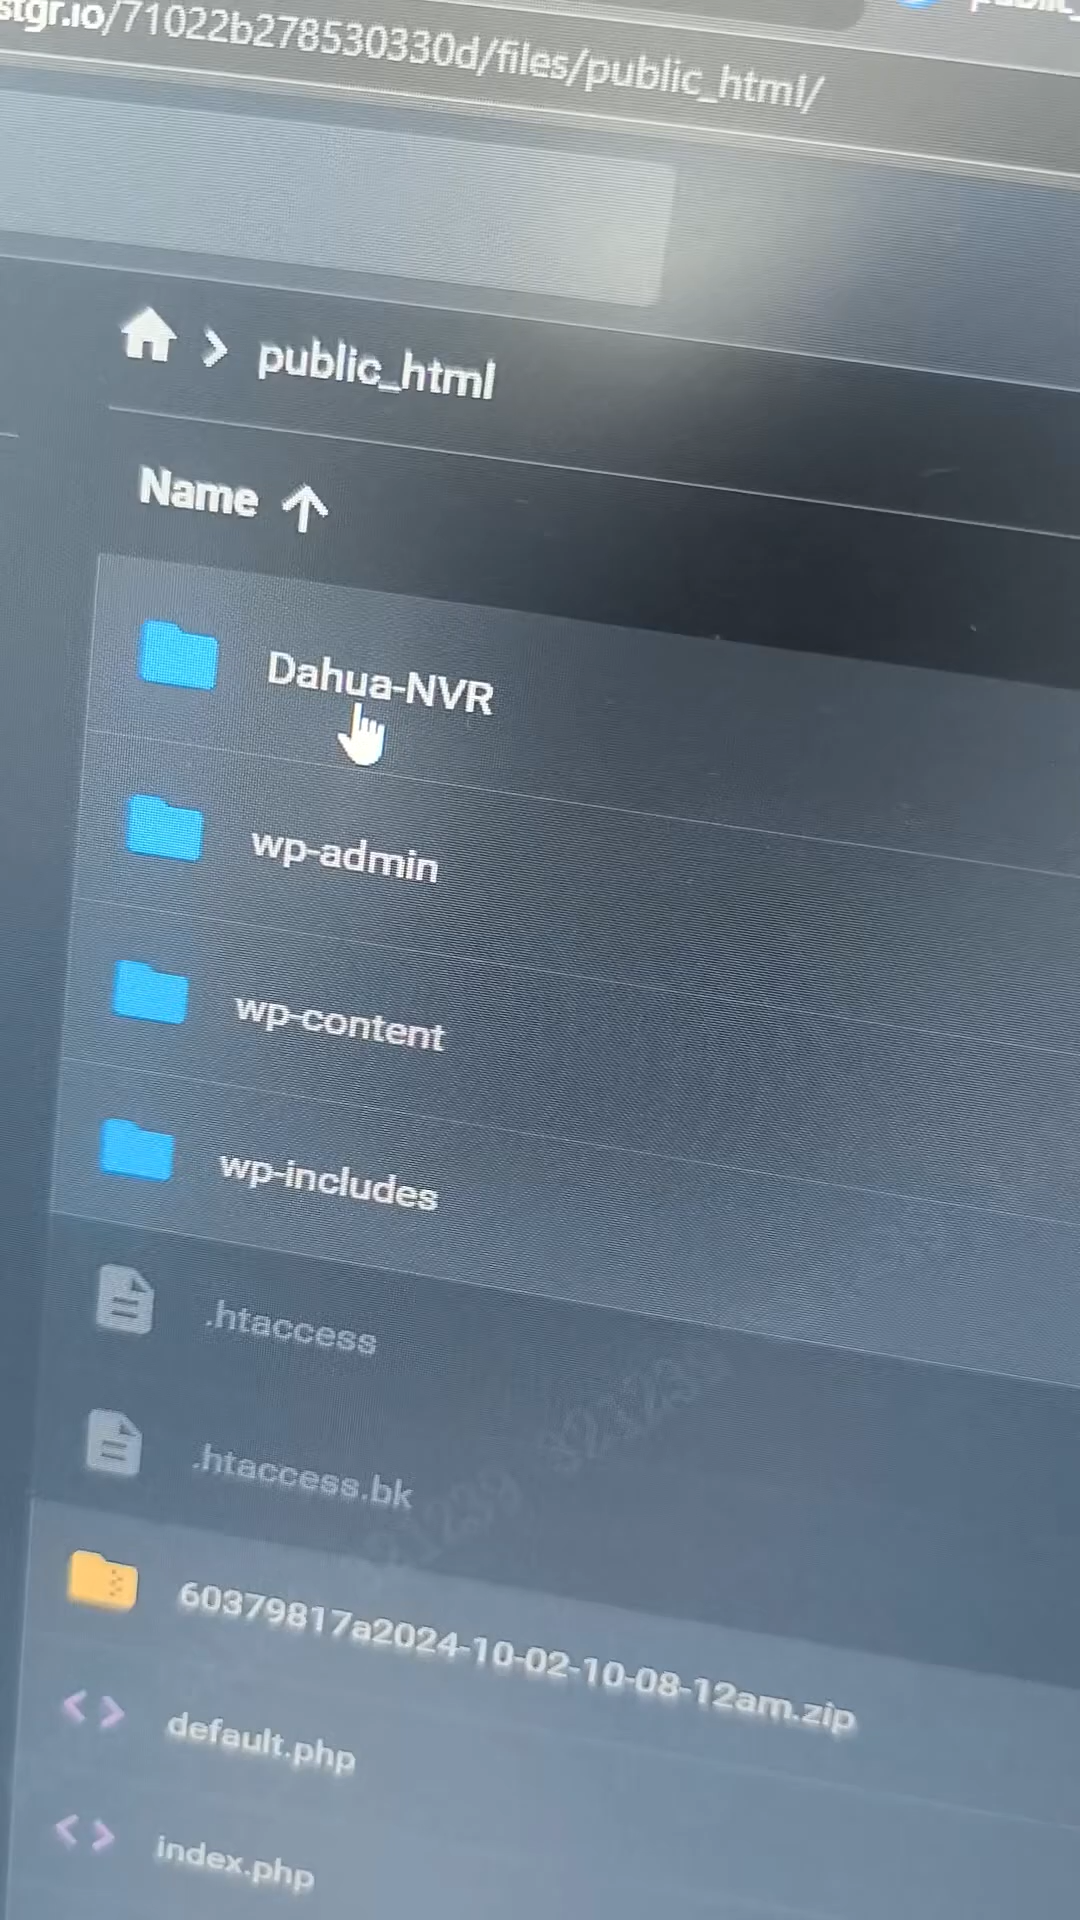 stgr.io/71022b278530330d/files/public_html/
public_html
Name
Dahua-NVR
wp-admin
wp-content
wp-includes
.htaccess
.htaccess.bk
60379817a2024-10-02-10-08-12am.zip
default.php
index.php